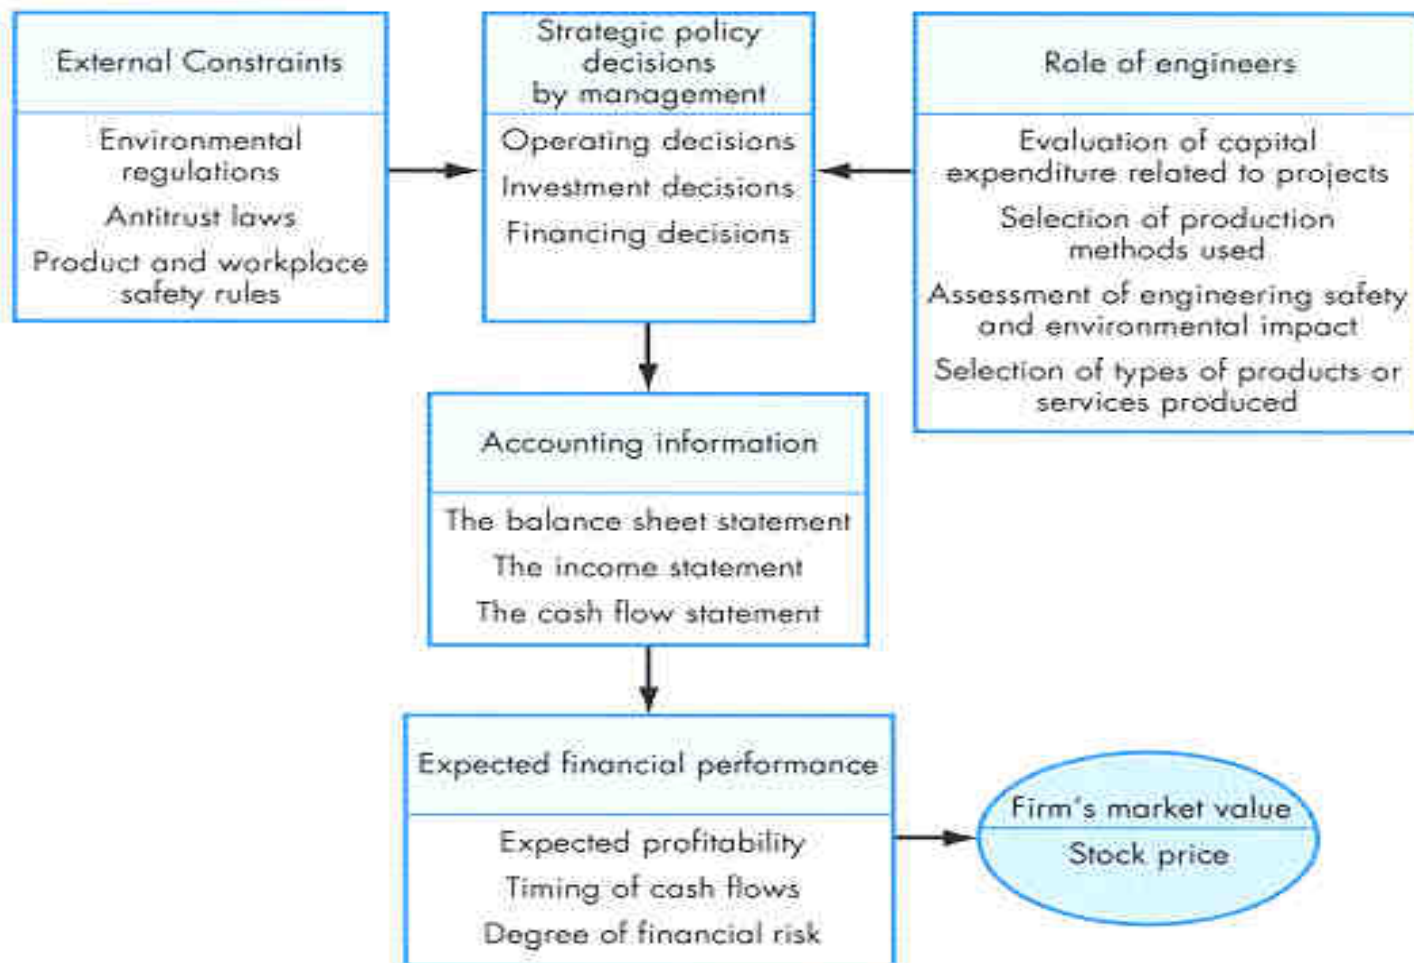 External Constraints
Environmental
regulations
Antitrust laws
Product and workplace
safety rules
Strategic policy
decisions
by management
Operating decisions
Investment decisions
Financing decisions
Role of engineers
Evaluation of capital
expenditure related to projects
Selection of production
methods used
Assessment of engineering safety
and environmental impact
Selection of types of products or
services produced
Accounting information
The balance sheet statement
The income statement
The cash flow statement
Expected financial performance
Expected profitability
Timing of cash flows
Degree of financial risk
Firm's market value
Stock price